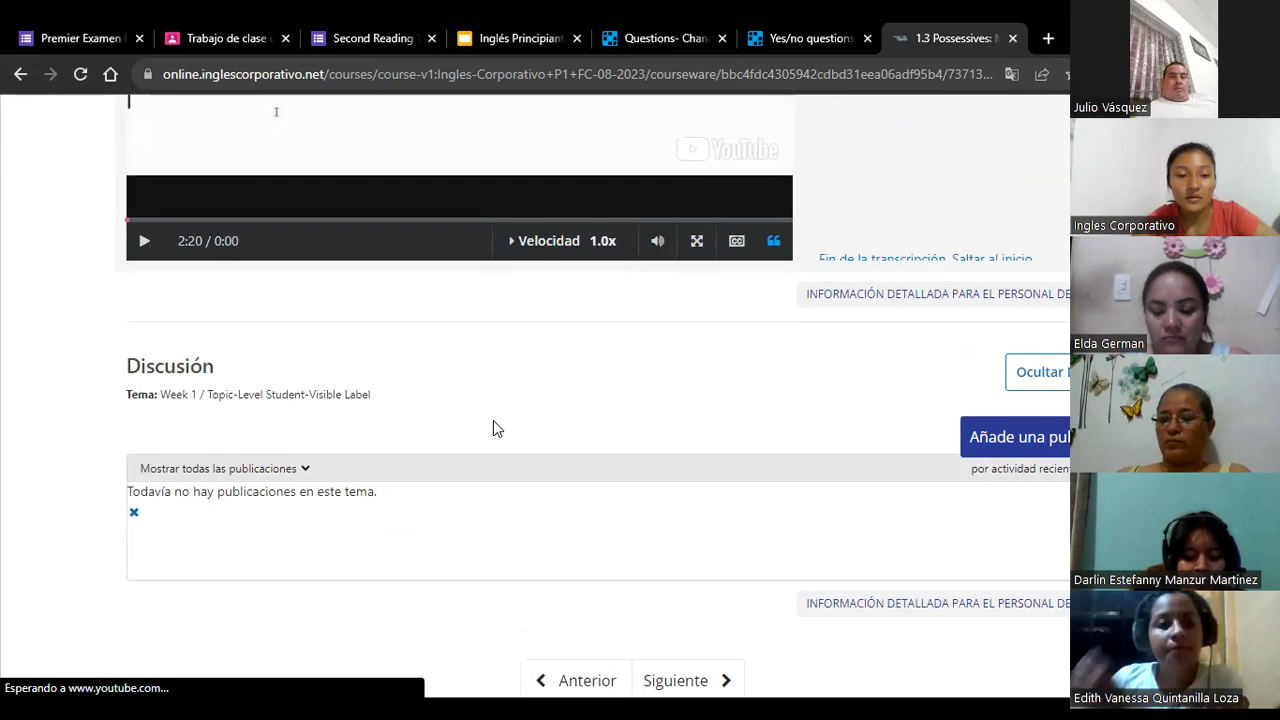 Premier Examen
Trabajo de clase
Second Reading
Inglés Principiant
Questions- Chan
Yes/no questions
1.3 Possessives:
online.inglescorporativo.net/courses/course-v1:Ingles-Corporativo+P1+FC-08-2023/courseware/bbc4fdc4305942cdbd31eea06adf95b4/73713...
YouTube
2:20 / 0:00
Velocidad 1.0x
Fin de la transcripción. Saltar al inicio
INFORMACIÓN DETALLADA PARA EL PERSONAL DE
Discusión
Ocultar
Tema: Week 1 / Topic-Level Student-Visible Label
Añade una pu
Mostrar todas las publicaciones
por actividad recien
Todavía no hay publicaciones en este tema.
INFORMACIÓN DETALLADA PARA EL PERSONAL DE
Anterior
Siguiente
Esperando a www.youtube.com...
Julio Vásquez
Ingles Corporativo
Elda German
Darlin Estefanny Manzur Martinez
Edith Vanessa Quintanilla Loza